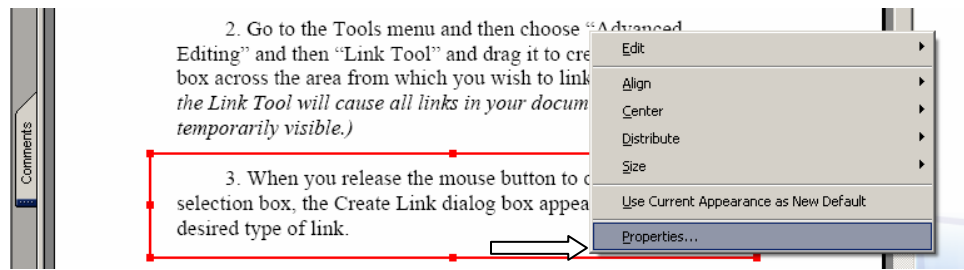 2. Go to the Tools menu and then choose “Advanced
Editing” and then “Link Tool” and drag it to cre
box across the area from which you wish to link
the Link Tool will cause all links in your docum
temporarily visible.)
3. When you release the mouse button to c
selection box, the Create Link dialog box appea
desired type of link.
Comments
Edit
Align
Center
Distribute
Size
Use Current Appearance as New Default
Properties...